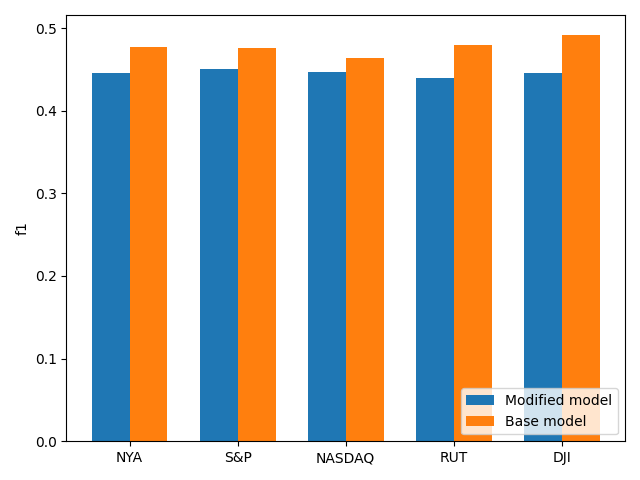 0.5
0.4
0.3
f1
0.2
0.1
0.0
Modified model
Base model
NYA
S&P
NASDAQ
RUT
DJI